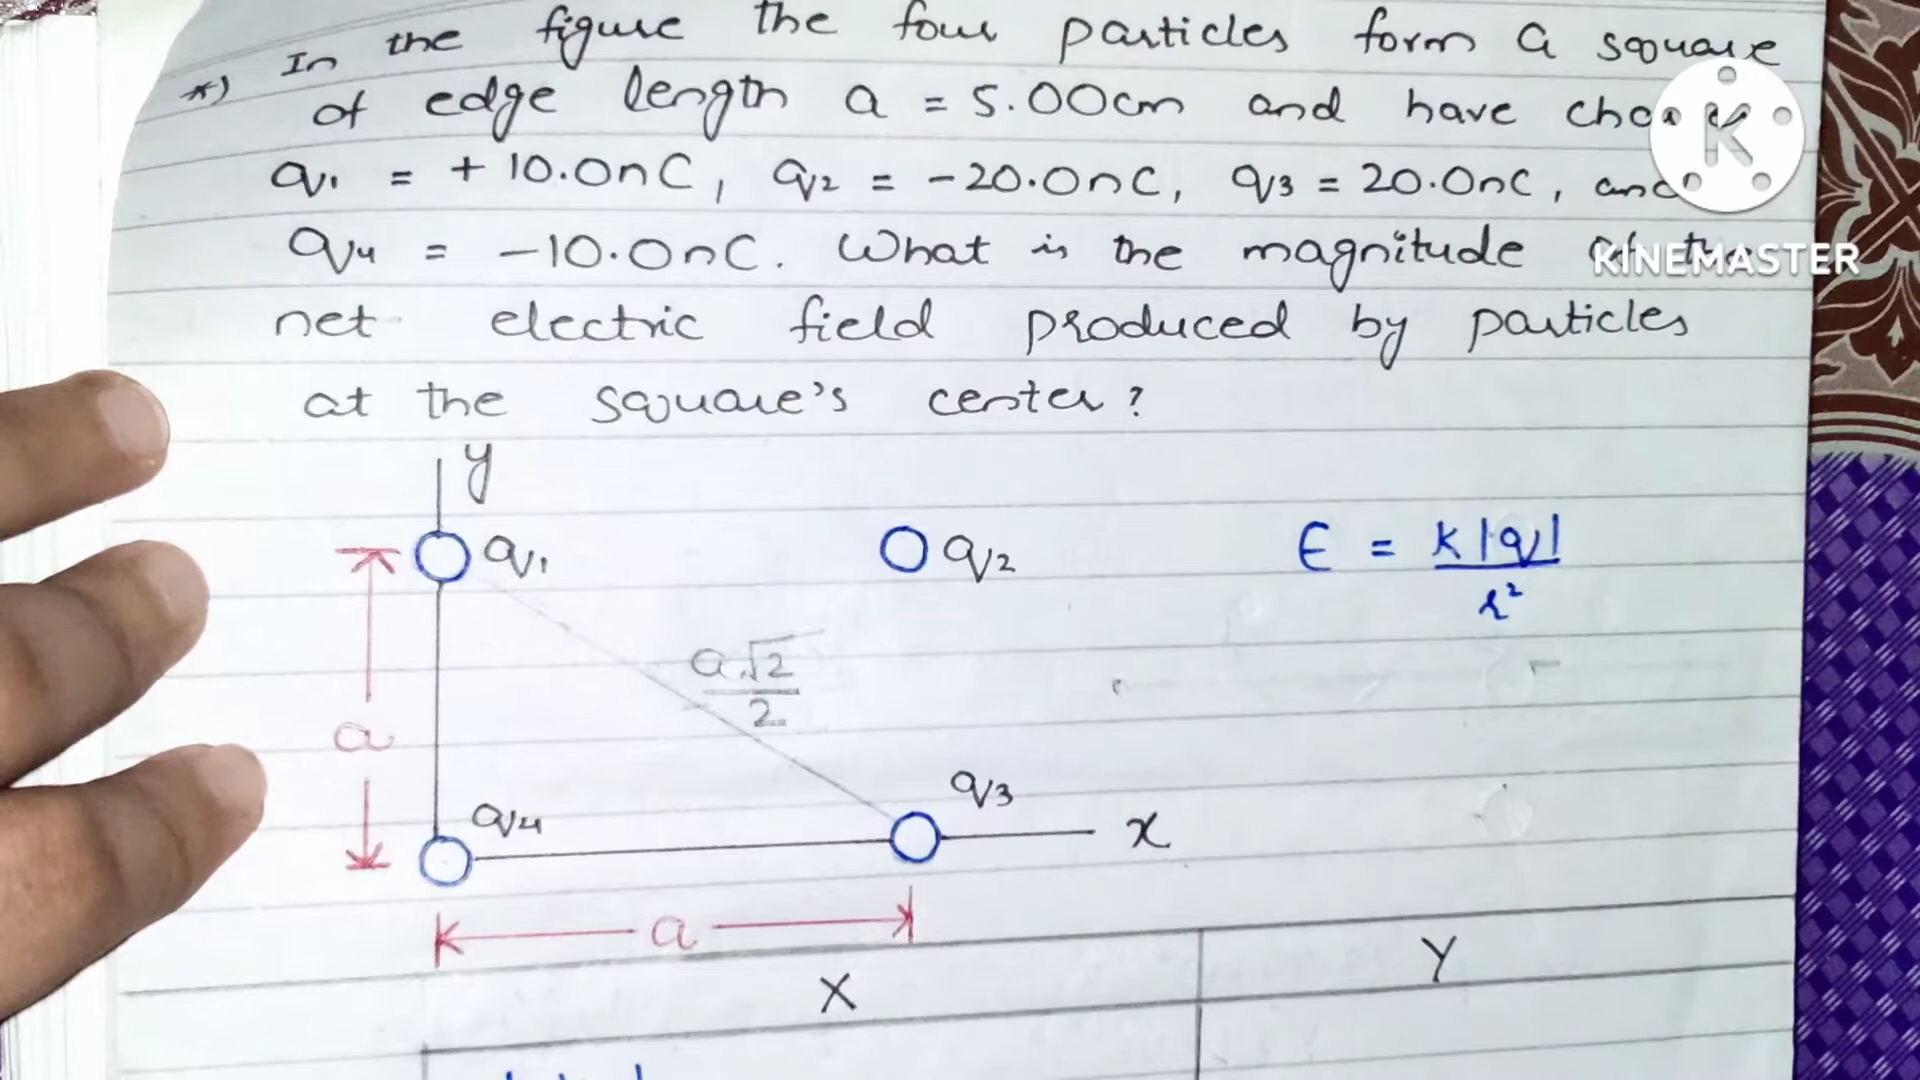 *) In the figure the four particles form a square
of edge length a = 5.00cm and have
q1 = +10.0nC, q2 = -20.0nC, q3 = 20.0nC, and
q4 = -10.0nC. What is the magnitude
KINEMASTER
net electric field produced by particles
at the square's center?
y
q1
q2
E = k|q|/r²
a√2/2
a
q4
q3
x
a
X
Y